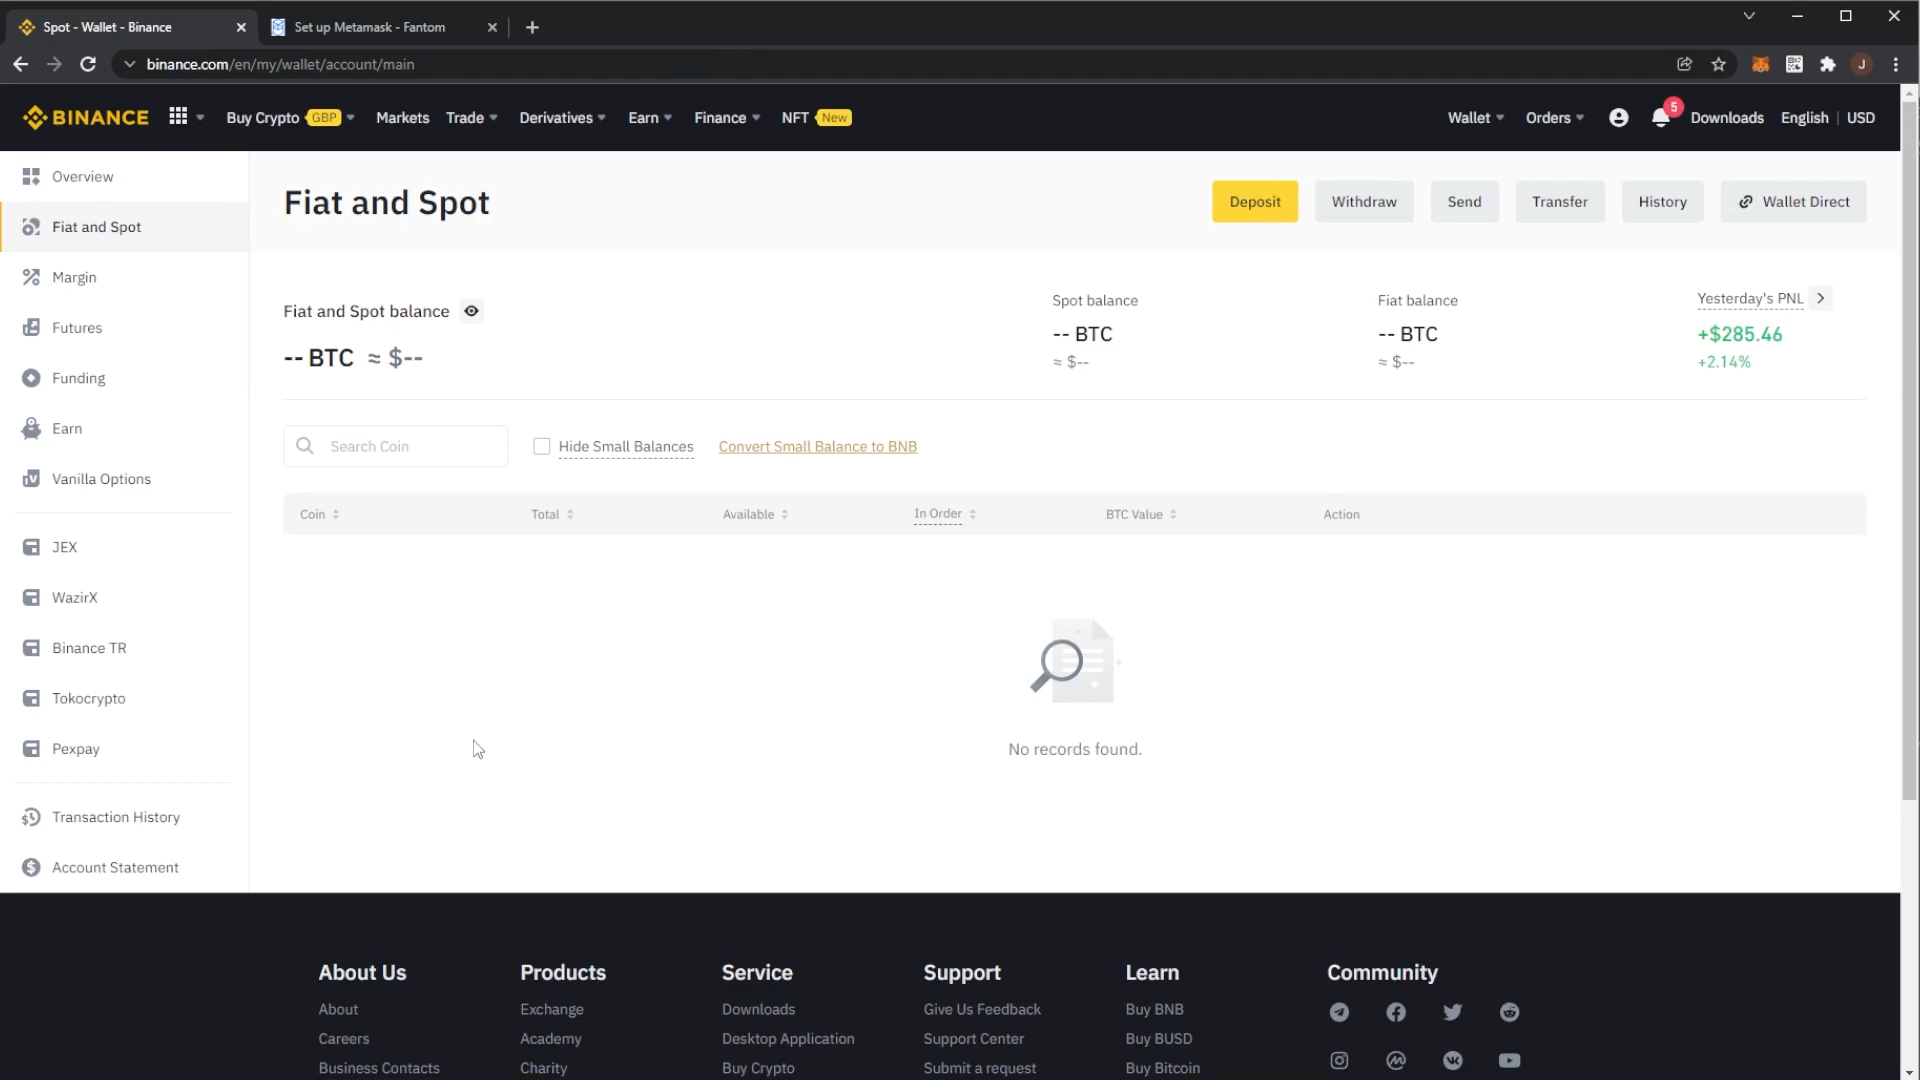 Spot - Wallet - Binance
Set up Metamask - Fantom
binance.com/en/my/wallet/account/main
J
BINANCE
Buy Crypto GBP
Markets
Trade
Derivatives
Earn
Finance
NFT New
Wallet
Orders
5
Downloads
English | USD
Overview
Fiat and Spot
Margin
Futures
Funding
Earn
Vanilla Options
JEX
WazirX
Binance TR
Tokocrypto
Pexpay
Transaction History
Account Statement
Fiat and Spot
Deposit
Withdraw
Send
Transfer
History
Wallet Direct
Fiat and Spot balance
-- BTC ≈ $--
Spot balance
-- BTC
≈ $--
Fiat balance
-- BTC
≈ $--
Yesterday's PNL
+$285.46
+2.14%
Search Coin
Hide Small Balances
Convert Small Balance to BNB
Coin
Total
Available
In Order
BTC Value
Action
No records found.
About Us
About
Careers
Business Contacts
Products
Exchange
Academy
Charity
Service
Downloads
Desktop Application
Buy Crypto
Support
Give Us Feedback
Support Center
Submit a request
Learn
Buy BNB
Buy BUSD
Buy Bitcoin
Community